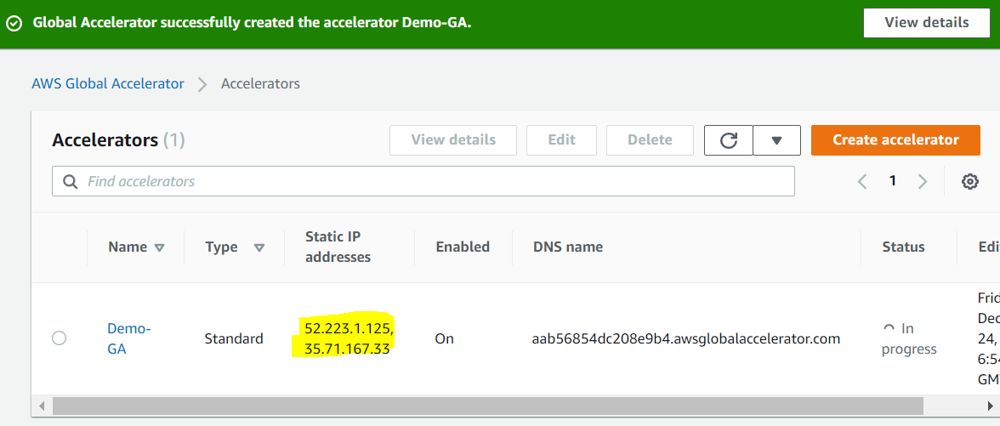 Global Accelerator successfully created the accelerator Demo-GA.
View details
AWS Global Accelerator
Accelerators
Accelerators (1)
View details
Edit
Delete
Create accelerator
Find accelerators
1
Name
Type
Static IP
addresses
Enabled
DNS name
Status
Edi
Demo-
GA
Standard
52.223.1.125,
35.71.167.33
On
aab56854dc208e9b4.awsglobalaccelerator.com
In
progress
Frid
Dec
24,
6:54
GM